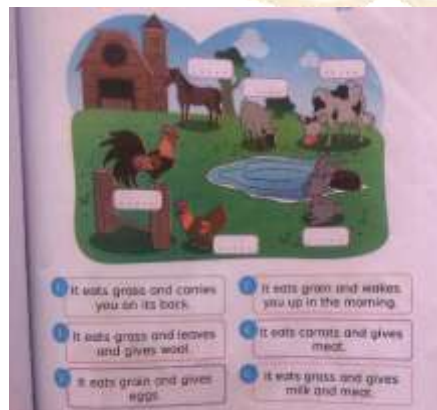 It eats grass and carries
you on its back.
It eats grain and wakes
you up in the morning.
It eats grass and leaves
and gives wool.
It eats carrots and gives
meat.
It eats grain and gives
eggs.
It eats grass and gives
milk and meat.